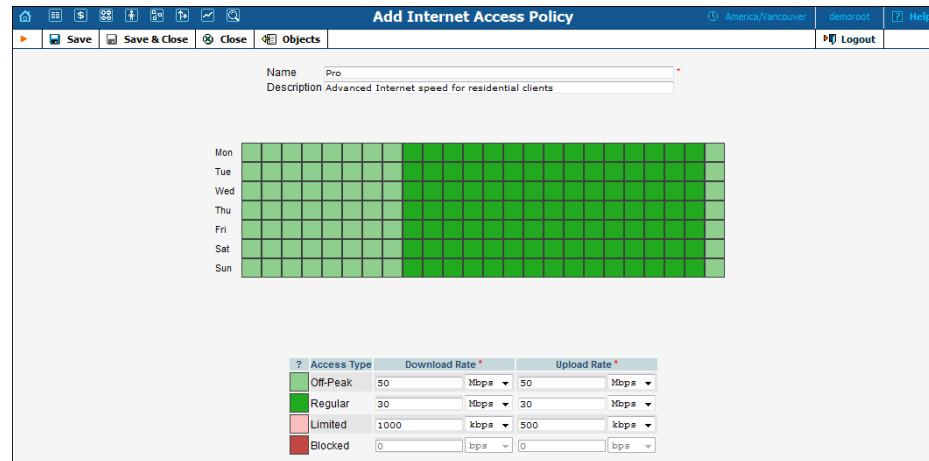 Add Internet Access Policy
America/Vancouver
demoroot
? Help
Save
Save & Close
Close
Objects
Logout
Name Pro *
Description Advanced Internet speed for residential clients
Mon
Tue
Wed
Thu
Fri
Sat
Sun
? Access Type Download Rate * Upload Rate *
Off-Peak 50 Mbps 50 Mbps
Regular 30 Mbps 30 Mbps
Limited 1000 kbps 500 kbps
Blocked 0 bps 0 bps